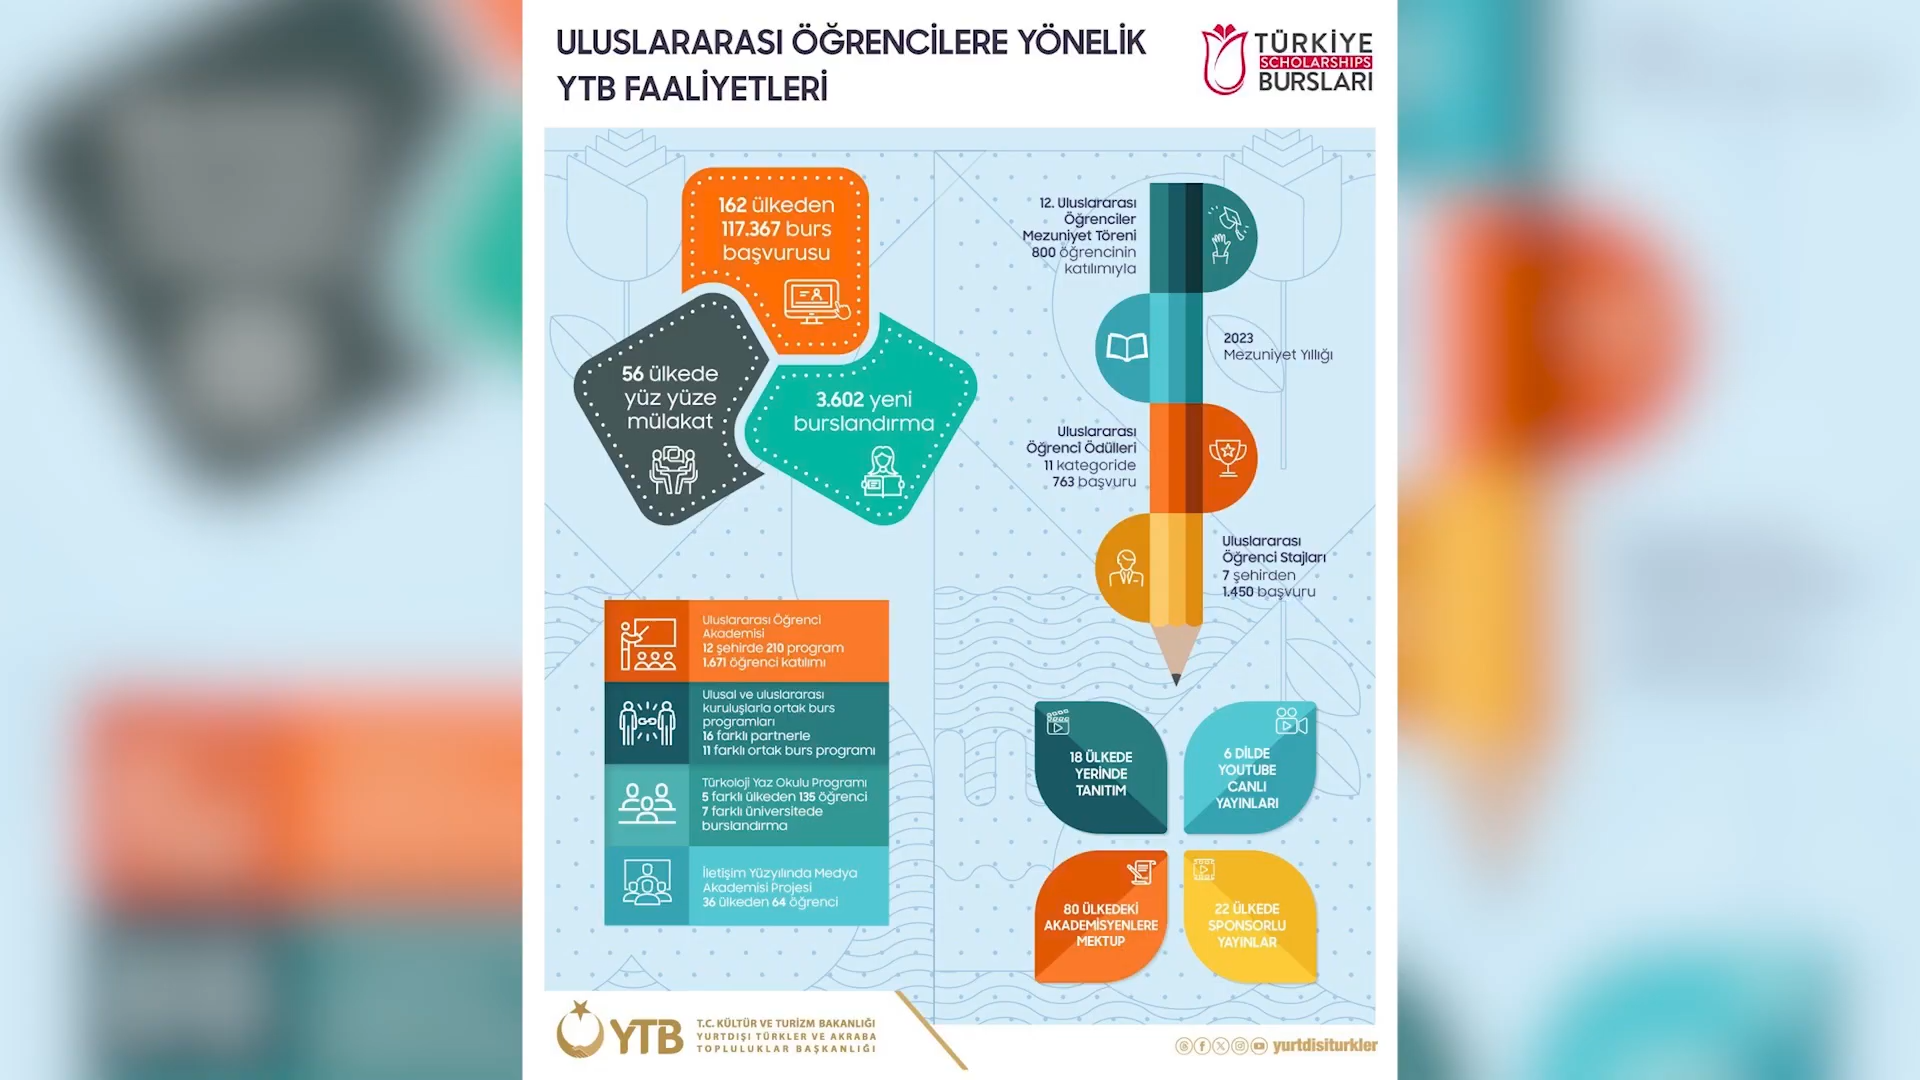 ULUSLARARASI ÖĞRENCİLERE YÖNELİK
YTB FAALİYETLERİ
TÜRKİYE
SCHOLARSHIPS
BURSLARI
162 ülkeden
117.367 burs
başvurusu
56 ülkede
yüz yüze
mülakat
3.602 yeni
burslandırma
12. Uluslararası
Öğrenciler
Mezuniyet Töreni
800 öğrencinin
katılımıyla
2023
Mezuniyet Yıllığı
Uluslararası
Öğrenci Ödülleri
11 kategoride
763 başvuru
Uluslararası
Öğrenci Stajları
7 şehirden
1.450 başvuru
Uluslararası Öğrenci
Akademisi
12 şehirde 210 program
1.671 öğrenci katılımı
Ulusal ve uluslararası
kuruluşlarla ortak burs
programları
16 farklı partnerle
11 farklı ortak burs programı
Türkoloji Yaz Okulu Programı
5 farklı ülkeden 135 öğrenci
7 farklı üniversitede
burslandırma
İletişim Yüzyılında Medya
Akademisi Projesi
36 ülkeden 64 öğrenci
18 ÜLKEDE
YERİNDE
TANITIM
6 DİLDE
YOUTUBE
CANLI
YAYINLARI
80 ÜLKEDEKİ
AKADEMİSYENLERE
MEKTUP
22 ÜLKEDE
SPONSORLU
YAYINLAR
YTB
T.C. KÜLTÜR VE TURİZM BAKANLIĞI
YURTDIŞI TÜRKLER VE AKRABA
TOPLULUKLAR BAŞKANLIĞI
yurtdisiturkler